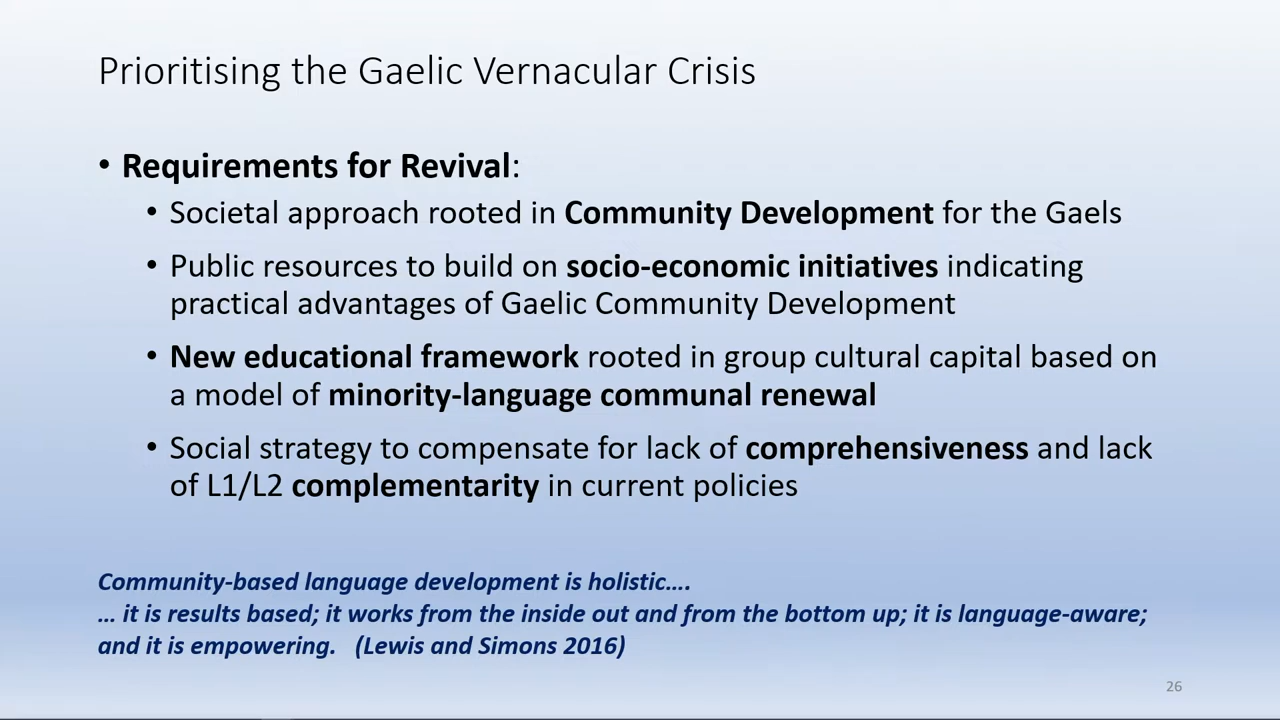 Prioritising the Gaelic Vernacular Crisis
• Requirements for Revival:
• Societal approach rooted in Community Development for the Gaels
• Public resources to build on socio-economic initiatives indicating
practical advantages of Gaelic Community Development
• New educational framework rooted in group cultural capital based on
a model of minority-language communal renewal
• Social strategy to compensate for lack of comprehensiveness and lack
of L1/L2 complementarity in current policies
Community-based language development is holistic….
… it is results based; it works from the inside out and from the bottom up; it is language-aware;
and it is empowering. (Lewis and Simons 2016)
26